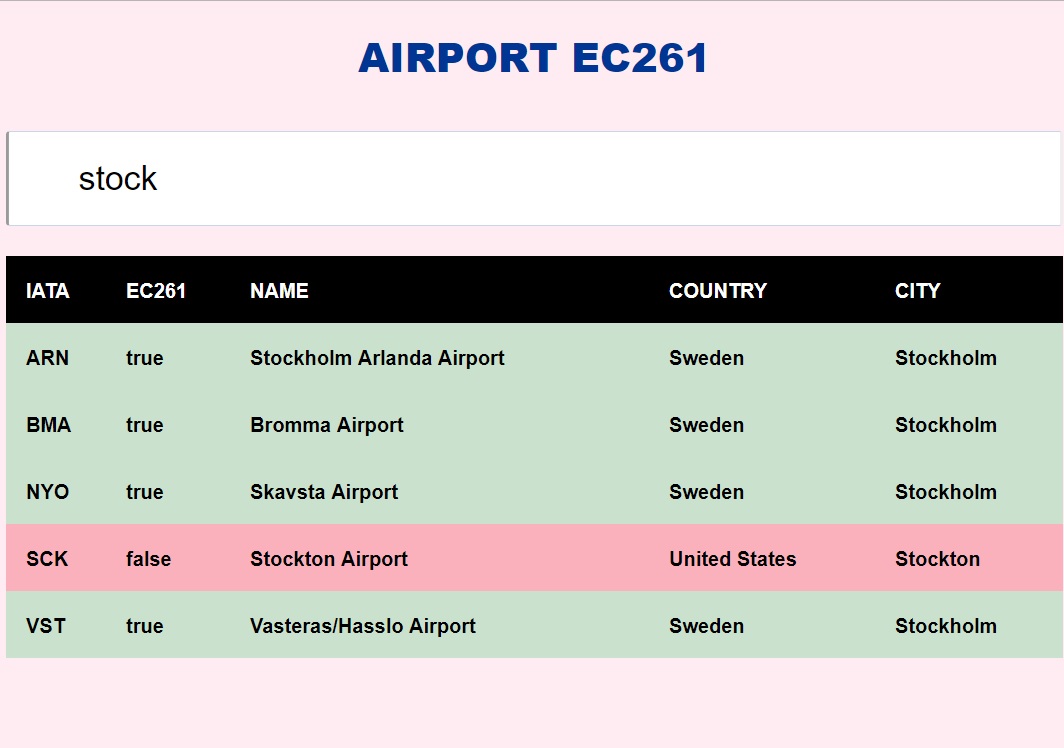 AIRPORT EC261
stock
IATA EC261 NAME COUNTRY CITY
ARN true Stockholm Arlanda Airport Sweden Stockholm
BMA true Bromma Airport Sweden Stockholm
NYO true Skavsta Airport Sweden Stockholm
SCK false Stockton Airport United States Stockton
VST true Vasteras/Hasslo Airport Sweden Stockholm